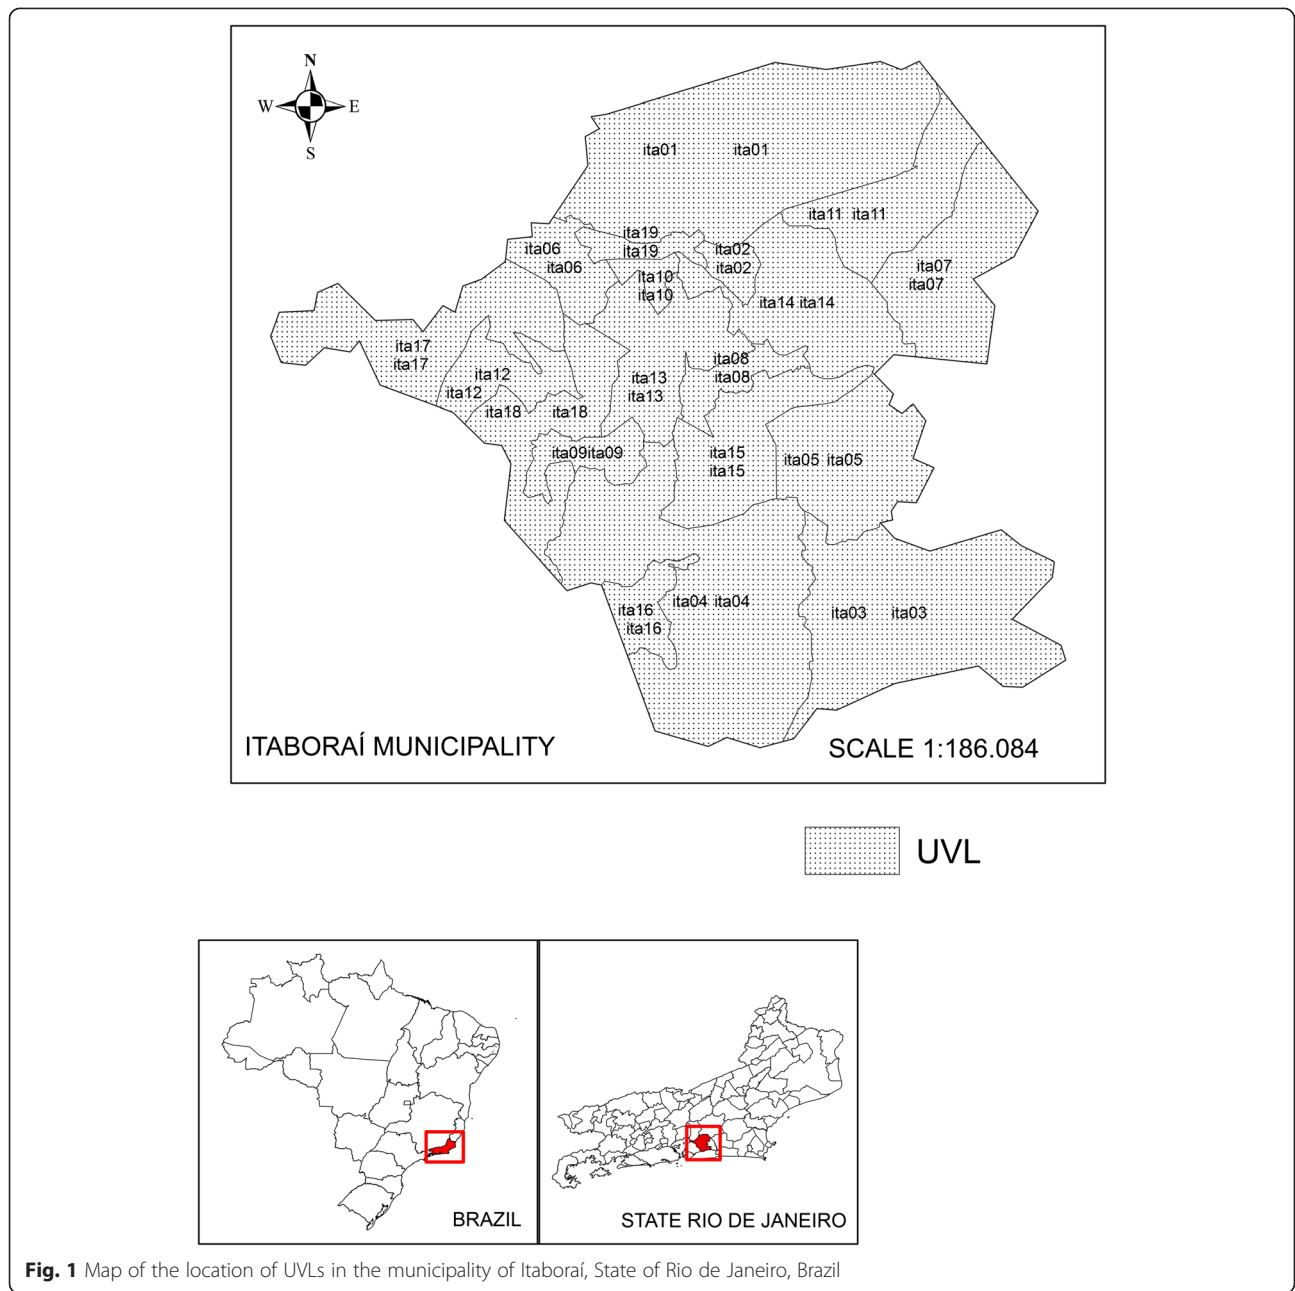 N
W E
S
ita01 ita01
ita11 ita11
ita19
ita19
ita06
ita06
ita02
ita02
ita10
ita10
ita07
ita07
ita14 ita14
ita17
ita17
ita08
ita08
ita12
ita12
ita13
ita13
ita18 ita18
ita09ita09
ita15
ita15
ita05 ita05
ita16
ita16
ita04 ita04
ita03 ita03
ITABORAÍ MUNICIPALITY
SCALE 1:186.084
UVL
BRAZIL
STATE RIO DE JANEIRO
Fig. 1 Map of the location of UVLs in the municipality of Itaboraí, State of Rio de Janeiro, Brazil